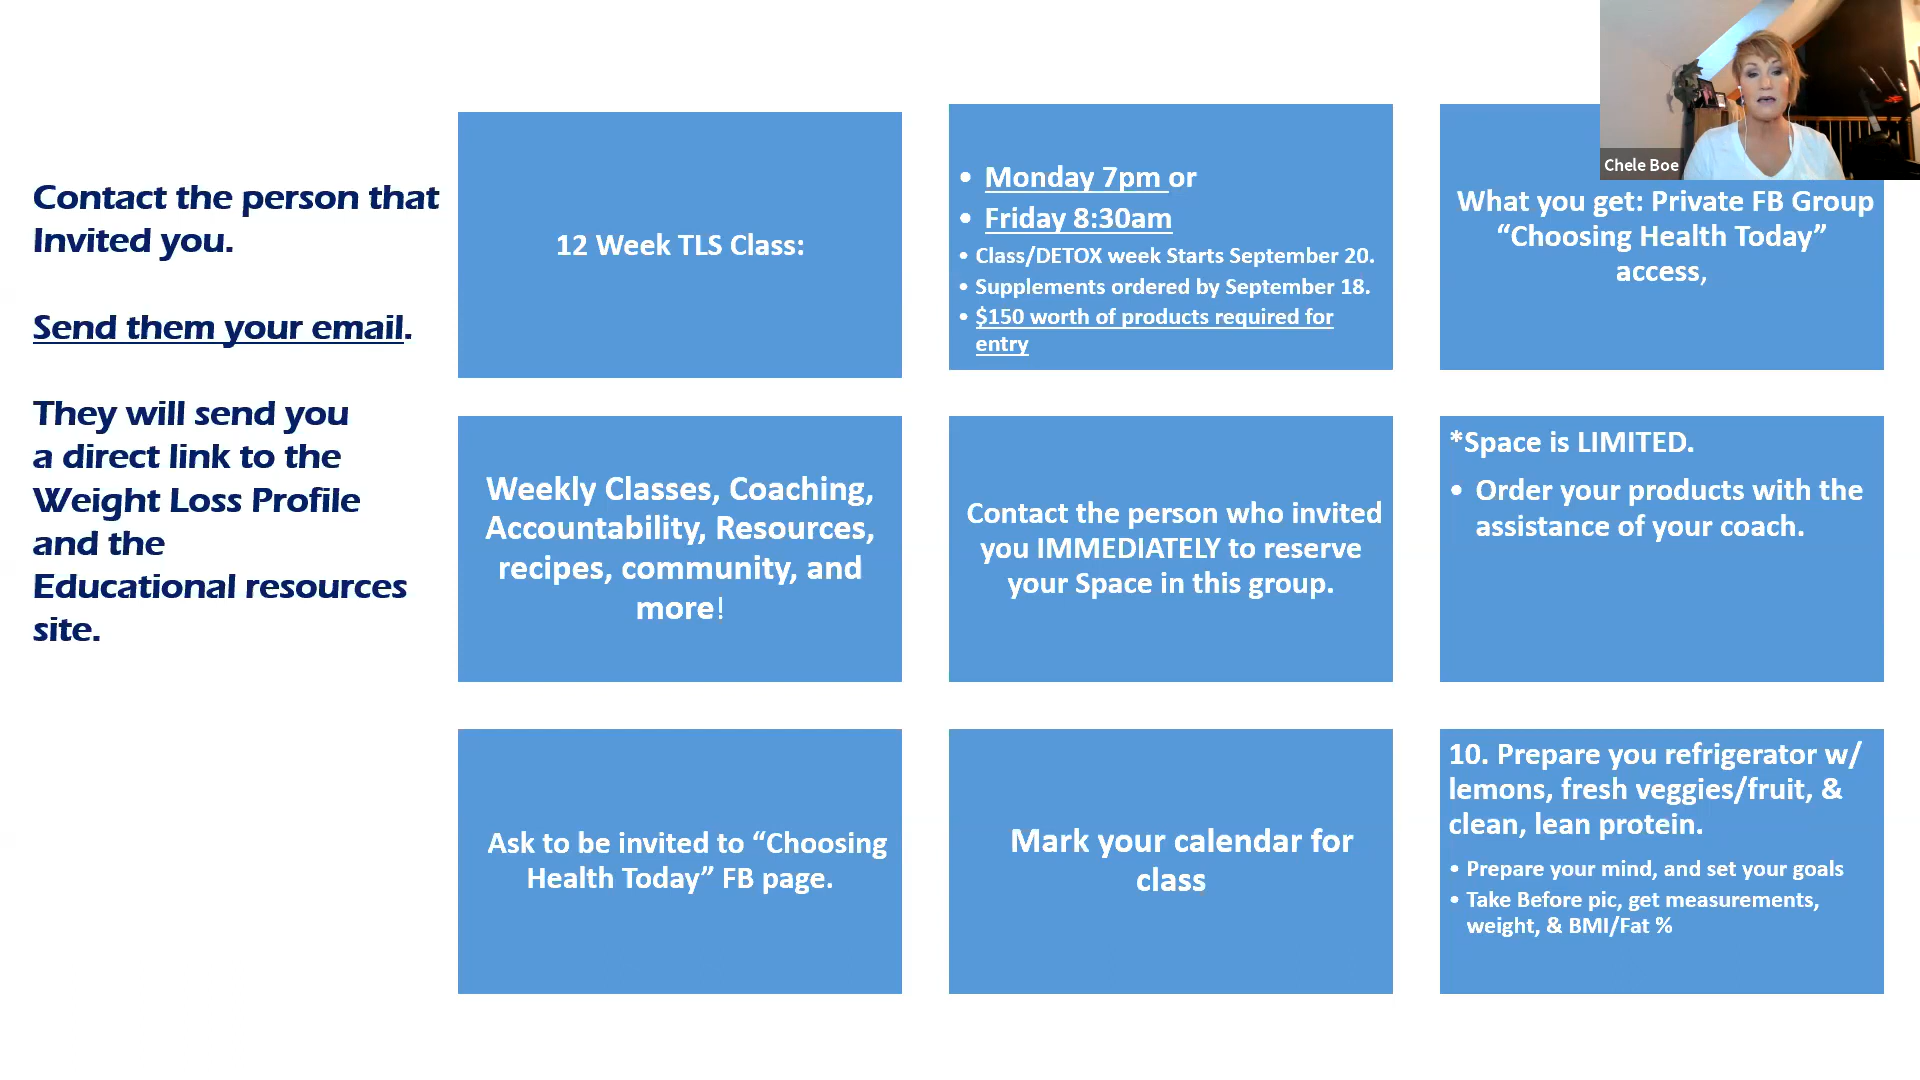 Contact the person that
Invited you.
Send them your email.
They will send you
a direct link to the
Weight Loss Profile
and the
Educational resources
site.
12 Week TLS Class:
• Monday 7pm or
• Friday 8:30am
• Class/DETOX week Starts September 20.
• Supplements ordered by September 18.
• $150 worth of products required for
entry
Chele Boe
What you get: Private FB Group
“Choosing Health Today”
access,
Weekly Classes, Coaching,
Accountability, Resources,
recipes, community, and
more!
Contact the person who invited
you IMMEDIATELY to reserve
your Space in this group.
*Space is LIMITED.
• Order your products with the
assistance of your coach.
Ask to be invited to “Choosing
Health Today” FB page.
Mark your calendar for
class
10. Prepare you refrigerator w/
lemons, fresh veggies/fruit, &
clean, lean protein.
• Prepare your mind, and set your goals
• Take Before pic, get measurements,
weight, & BMI/Fat %